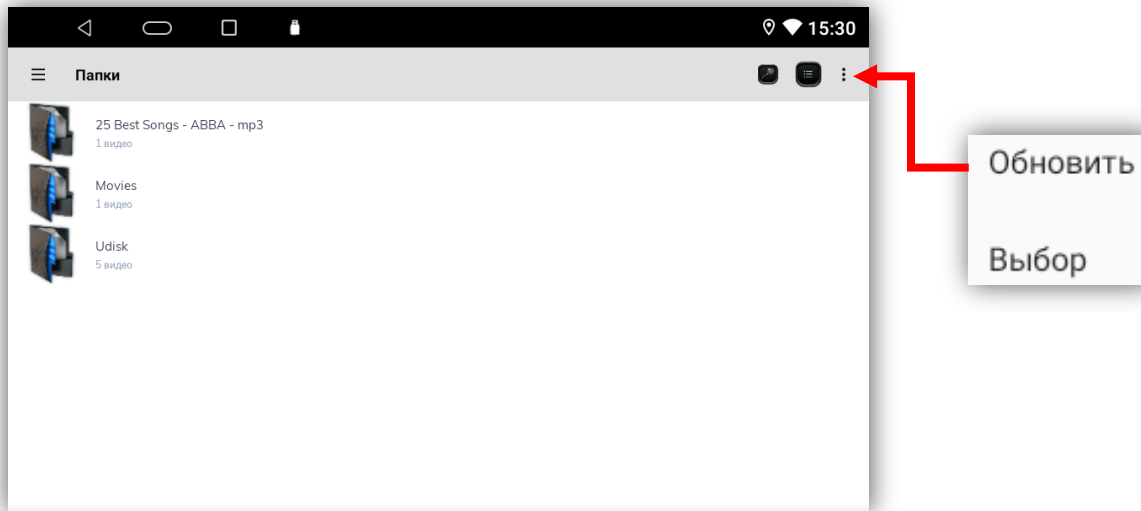 15:30
Папки
25 Best Songs - ABBA - mp3
1 видео
Movies
1 видео
Udisk
5 видео
Обновить
Выбор